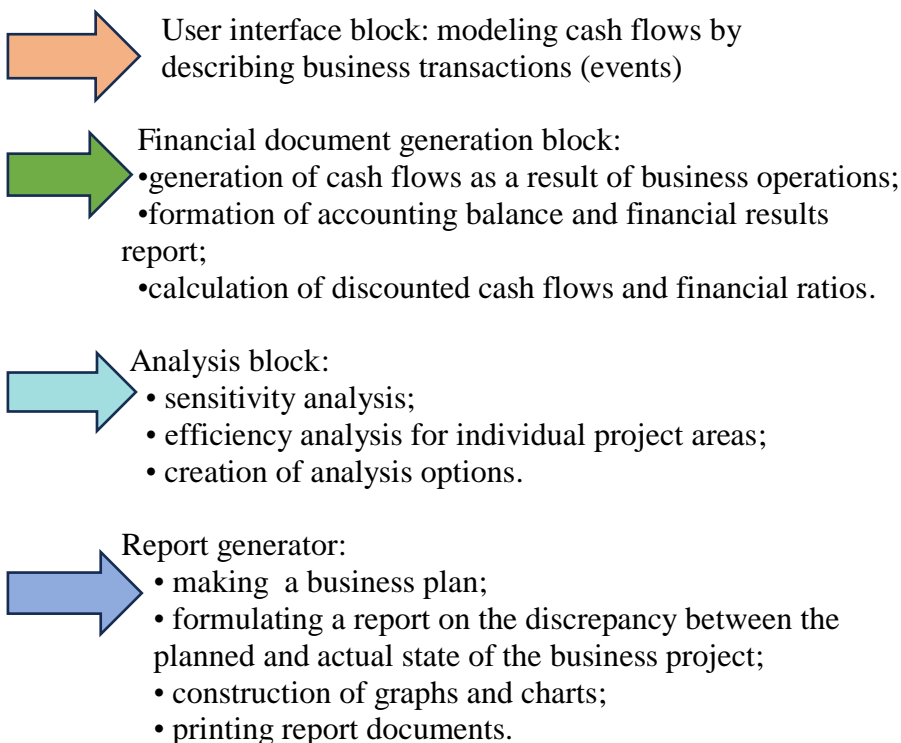 User interface block: modeling cash flows by
describing business transactions (events)
Financial document generation block:
•generation of cash flows as a result of business operations;
•formation of accounting balance and financial results
report;
•calculation of discounted cash flows and financial ratios.
Analysis block:
• sensitivity analysis;
• efficiency analysis for individual project areas;
• creation of analysis options.
Report generator:
• making a business plan;
• formulating a report on the discrepancy between the
planned and actual state of the business project;
• construction of graphs and charts;
• printing report documents.